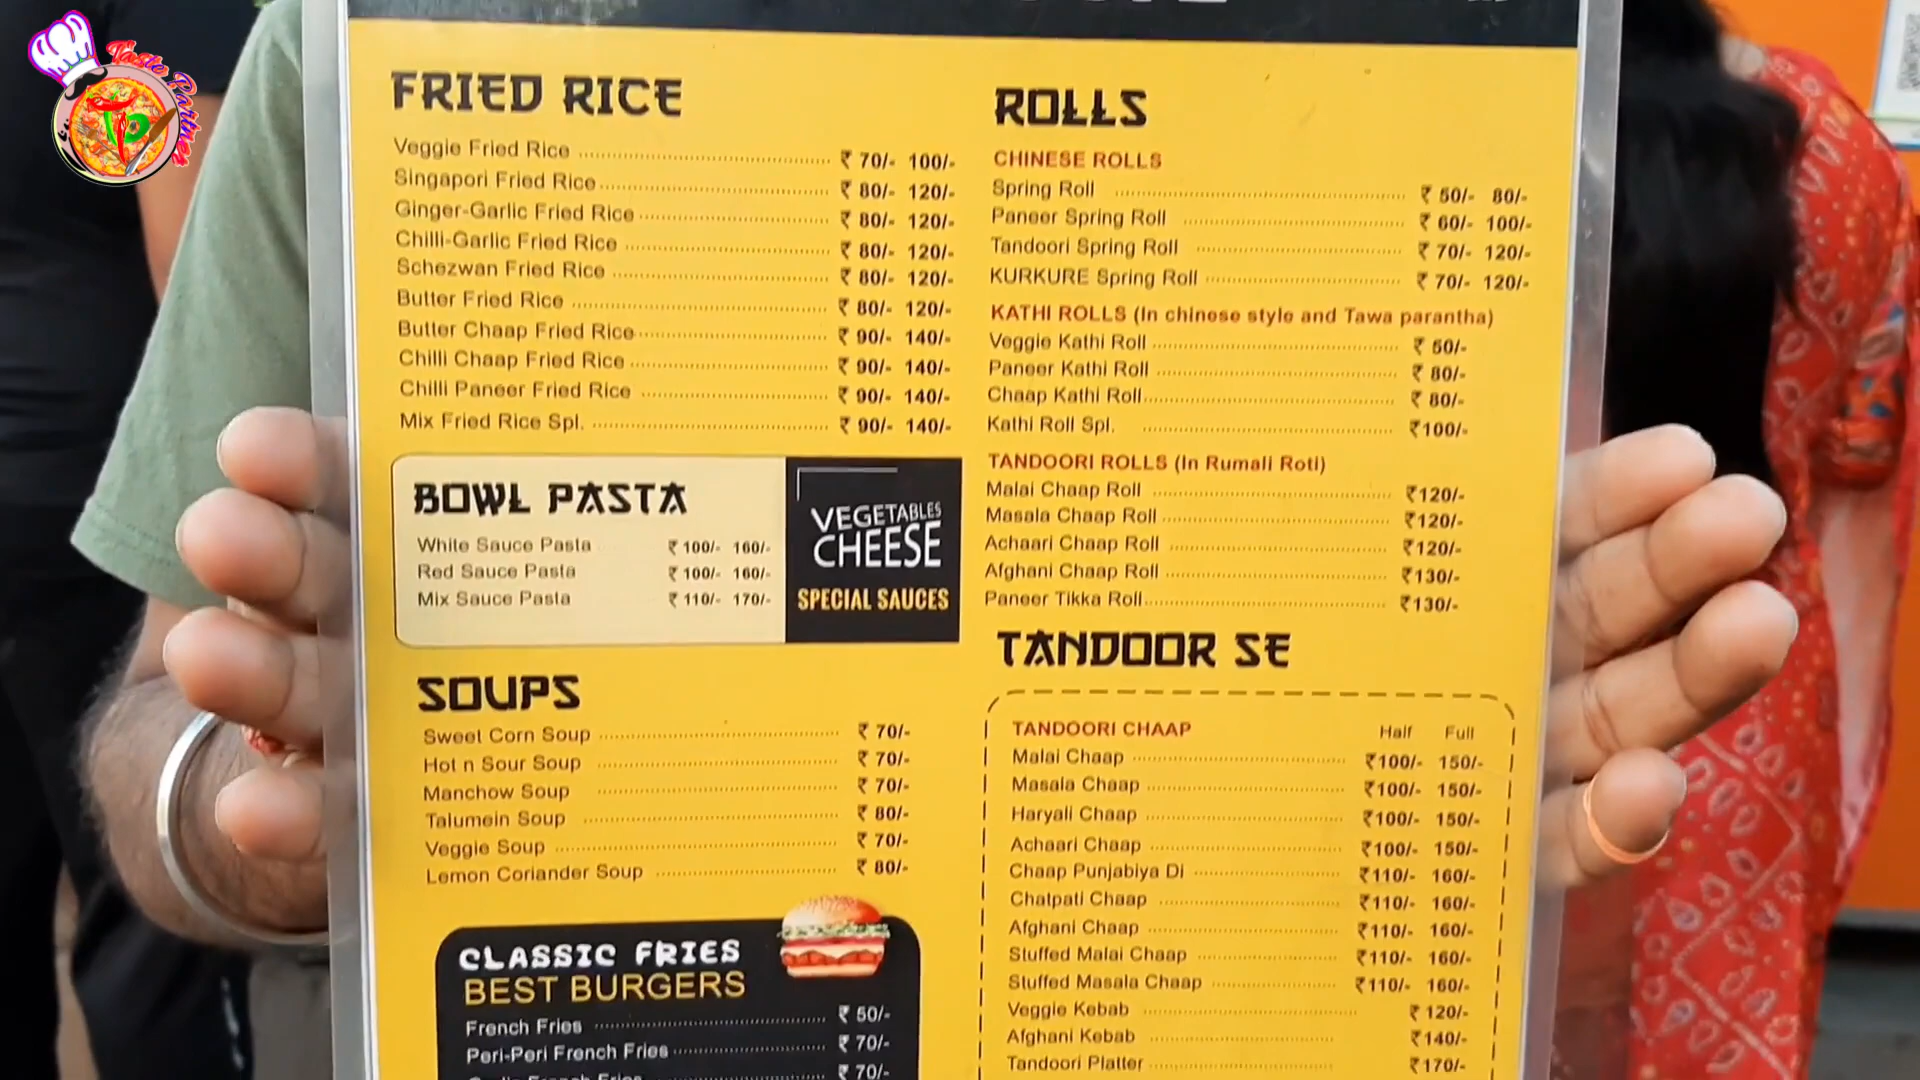 Taste Partner
FRIED RICE
Veggie Fried Rice ₹ 70/- 100/-
Singapori Fried Rice ₹ 80/- 120/-
Ginger-Garlic Fried Rice ₹ 80/- 120/-
Chilli-Garlic Fried Rice ₹ 80/- 120/-
Schezwan Fried Rice ₹ 80/- 120/-
Butter Fried Rice ₹ 80/- 120/-
Butter Chaap Fried Rice ₹ 90/- 140/-
Chilli Chaap Fried Rice ₹ 90/- 140/-
Chilli Paneer Fried Rice ₹ 90/- 140/-
Mix Fried Rice Spl. ₹ 90/- 140/-
BOWL PASTA
White Sauce Pasta ₹ 100/- 160/-
Red Sauce Pasta ₹ 100/- 160/-
Mix Sauce Pasta ₹ 110/- 170/-
VEGETABLES
CHEESE
SPECIAL SAUCES
SOUPS
Sweet Corn Soup ₹ 70/-
Hot n Sour Soup ₹ 70/-
Manchow Soup ₹ 70/-
Talumein Soup ₹ 80/-
Veggie Soup ₹ 70/-
Lemon Coriander Soup ₹ 80/-
CLASSIC FRIES
BEST BURGERS
French Fries ₹ 50/-
Peri-Peri French Fries ₹ 70/-
French Fries ₹ 70/-
ROLLS
CHINESE ROLLS
Spring Roll ₹ 50/- 80/-
Paneer Spring Roll ₹ 60/- 100/-
Tandoori Spring Roll ₹ 70/- 120/-
KURKURE Spring Roll ₹ 70/- 120/-
KATHI ROLLS (In chinese style and Tawa parantha)
Veggie Kathi Roll ₹ 50/-
Paneer Kathi Roll ₹ 80/-
Chaap Kathi Roll ₹ 80/-
Kathi Roll Spl. ₹100/-
TANDOORI ROLLS (In Rumali Roti)
Malai Chaap Roll ₹120/-
Masala Chaap Roll ₹120/-
Achaari Chaap Roll ₹120/-
Afghani Chaap Roll ₹130/-
Paneer Tikka Roll ₹130/-
TANDOOR SE
TANDOORI CHAAP Half Full
Malai Chaap ₹100/- 150/-
Masala Chaap ₹100/- 150/-
Haryali Chaap ₹100/- 150/-
Achaari Chaap ₹100/- 150/-
Chaap Punjabiya Di ₹110/- 160/-
Chatpati Chaap ₹110/- 160/-
Afghani Chaap ₹110/- 160/-
Stuffed Malai Chaap ₹110/- 160/-
Stuffed Masala Chaap ₹110/- 160/-
Veggie Kebab ₹ 120/-
Afghani Kebab ₹140/-
Tandoori Platter ₹170/-